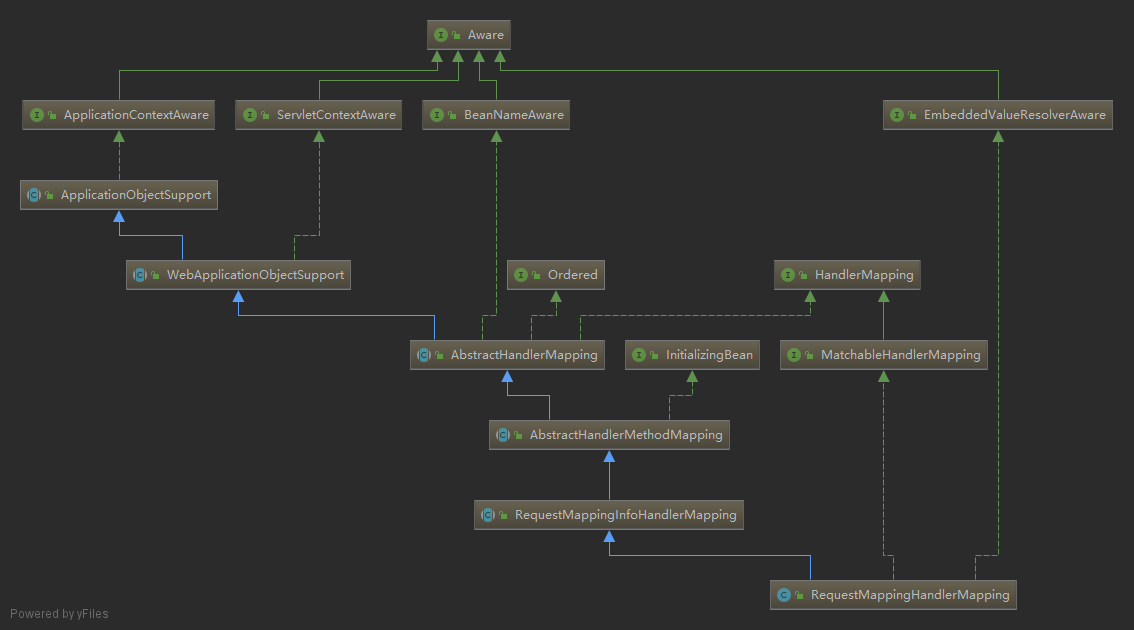 Aware
ApplicationContextAware
ServletContextAware
BeanNameAware
EmbeddedValueResolverAware
ApplicationObjectSupport
WebApplicationObjectSupport
Ordered
HandlerMapping
AbstractHandlerMapping
InitializingBean
MatchableHandlerMapping
AbstractHandlerMethodMapping
RequestMappingInfoHandlerMapping
RequestMappingHandlerMapping
Powered by yFiles